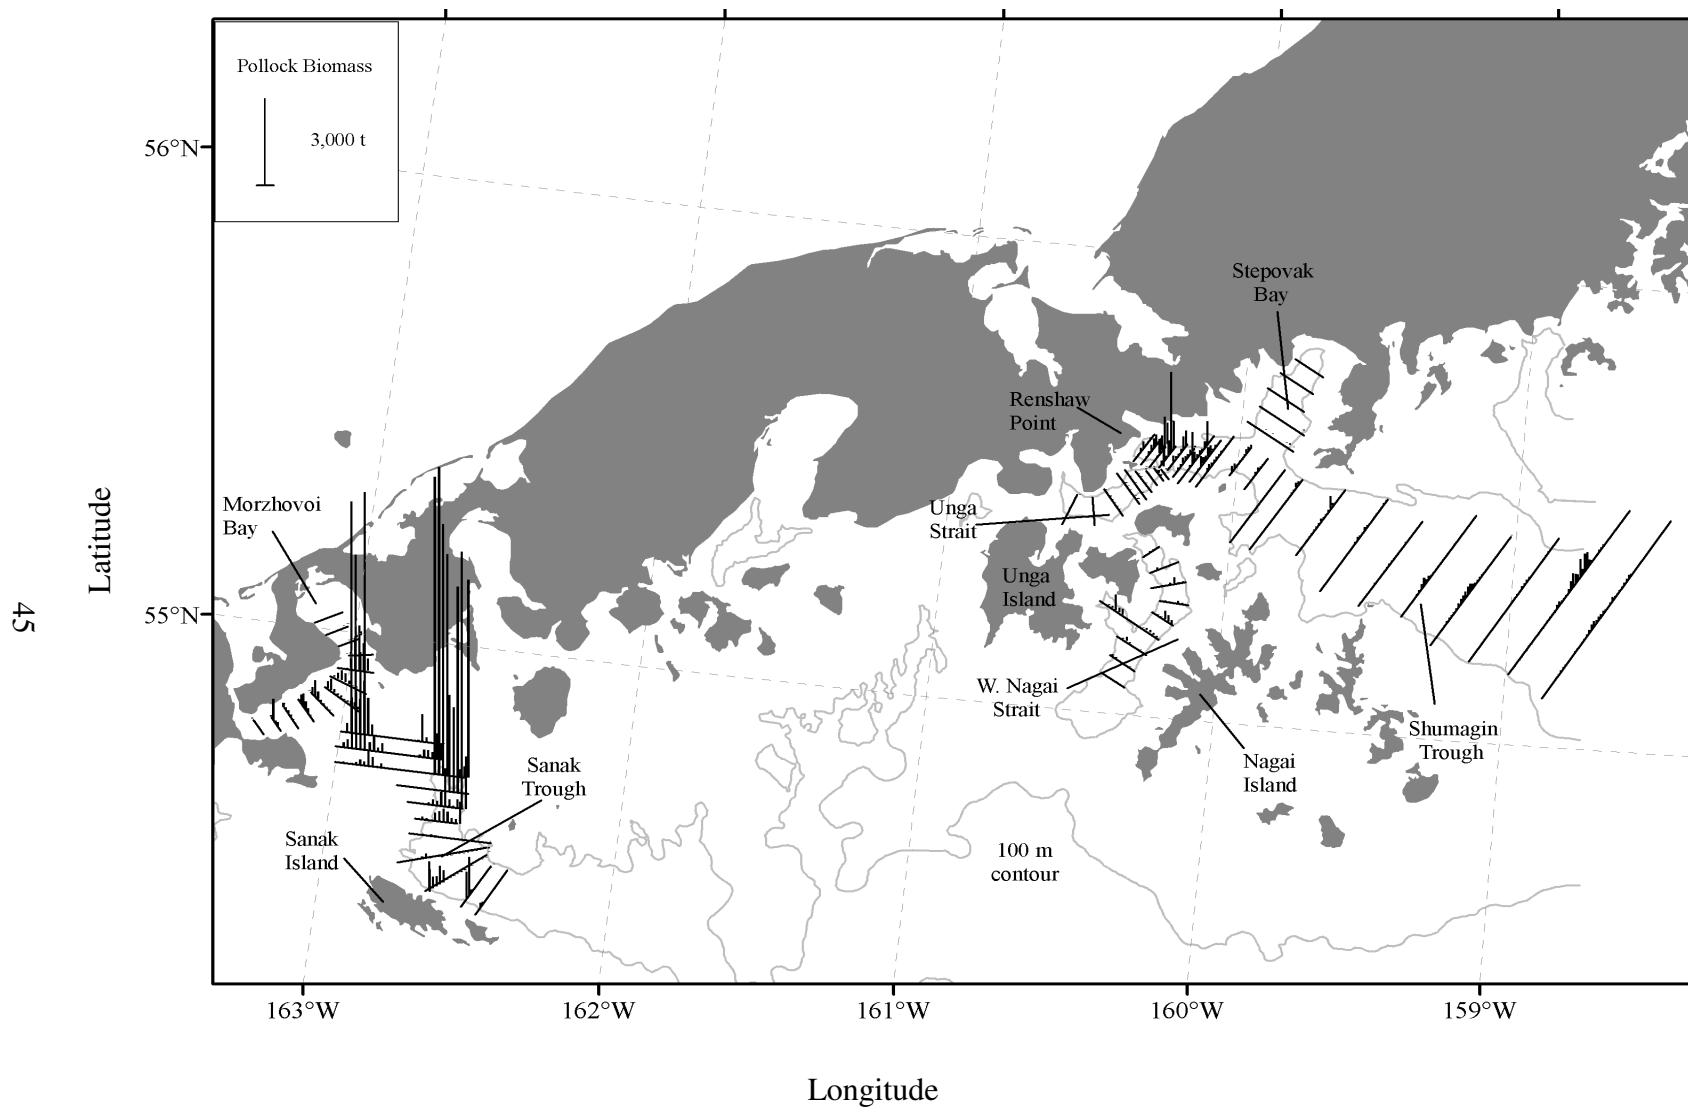 Pollock Biomass
3,000 t
56°N
Stepovak
Bay
Renshaw
Point
Morzhovoi
Bay
Unga
Strait
Latitude
Unga
Island
55°N
45
W. Nagai
Strait
Shumagin
Trough
Sanak
Trough
Nagai
Island
Sanak
Island
100 m
contour
163°W
162°W
161°W
160°W
159°W
Longitude